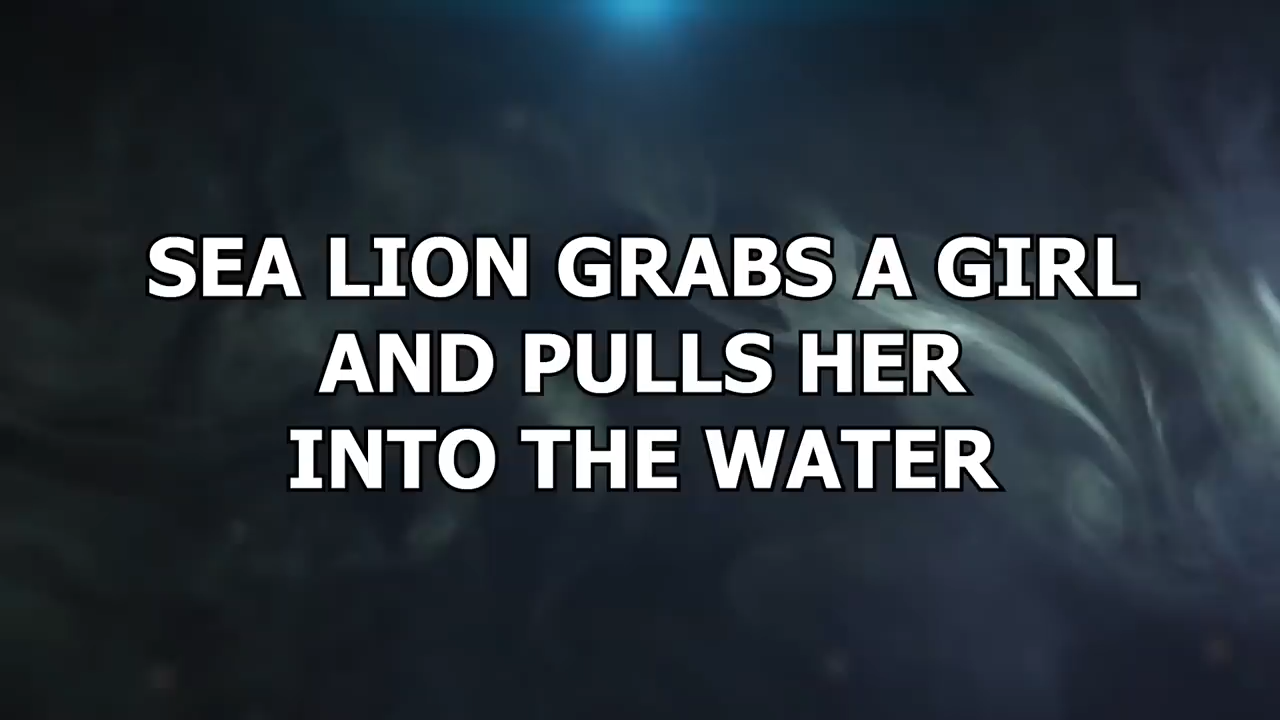 SEA LION GRABS A GIRL
AND PULLS HER
INTO THE WATER